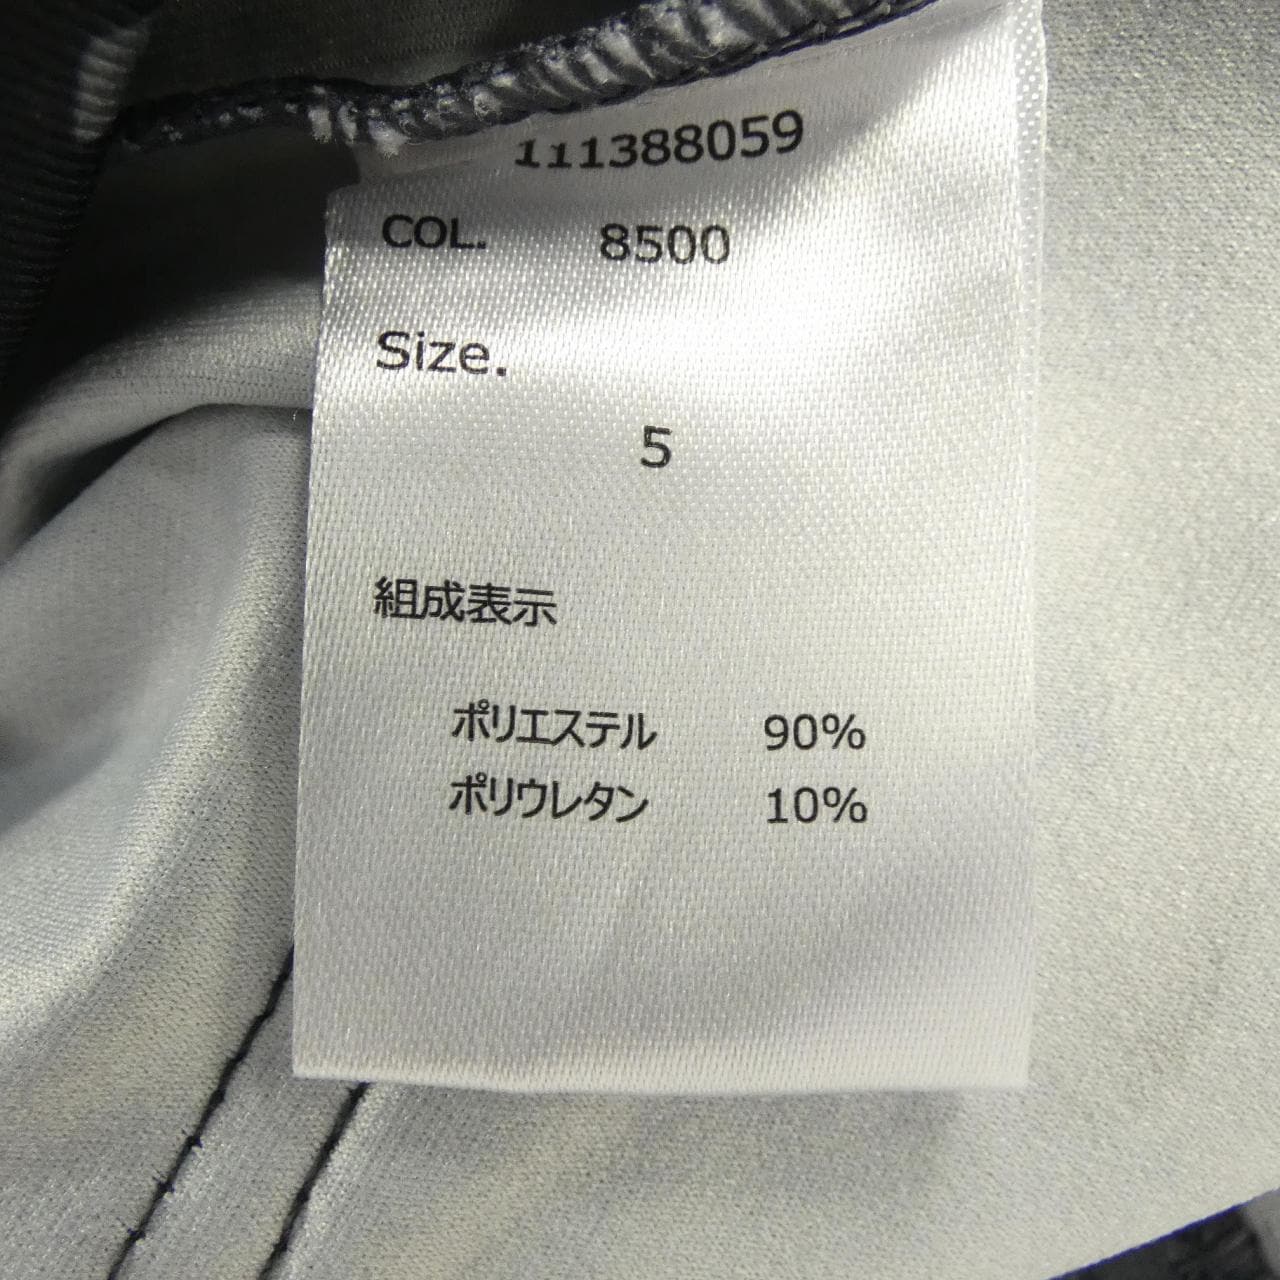 111388059
COL. 8500
Size.
5
組成表示
ポリエステル 90%
ポリウレタン 10%